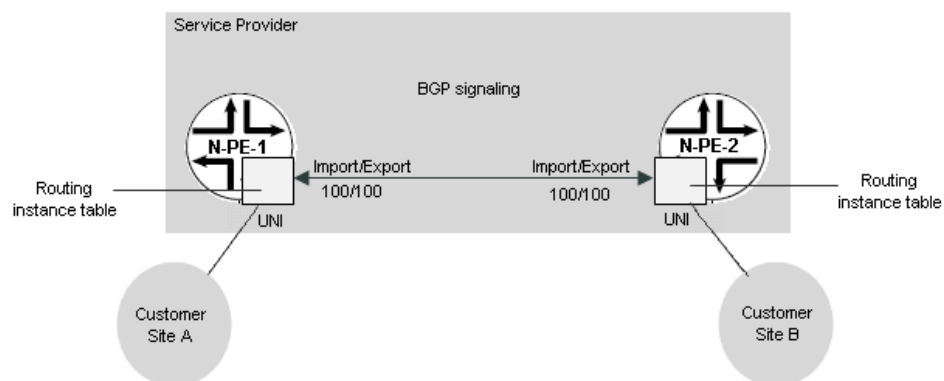 Service Provider
BGP signaling
N-PE-1
N-PE-2
Import/Export
Import/Export
100/100
100/100
Routing
instance table
Routing
instance table
UNI
UNI
Customer
Site A
Customer
Site B